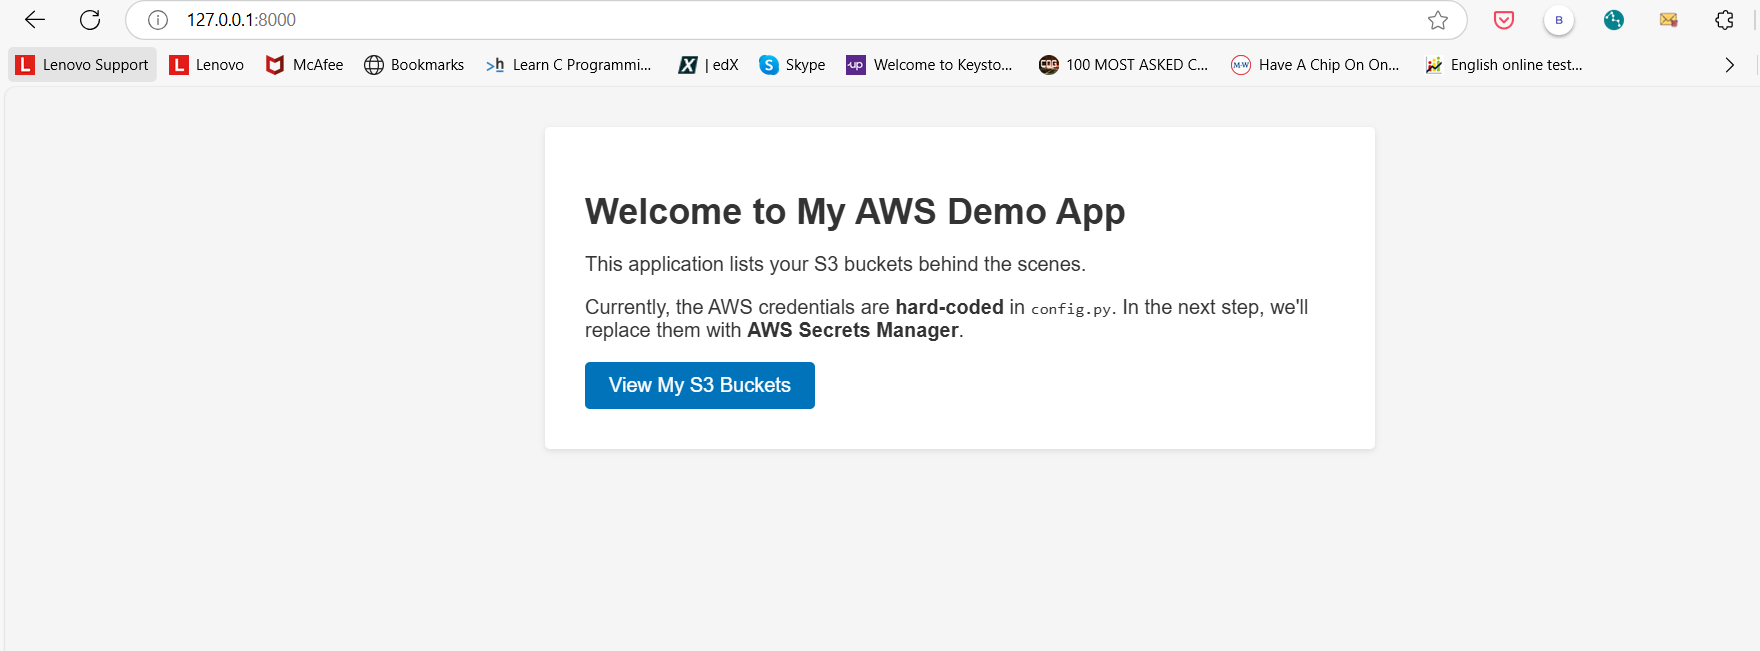 127.0.0.1:8000
B
L Lenovo Support L Lenovo McAfee Bookmarks >h Learn C Programmi... X | edX S Skype -up Welcome to Keysto... CDG 100 MOST ASKED C... M-W Have A Chip On On... English online test...
Welcome to My AWS Demo App
This application lists your S3 buckets behind the scenes.
Currently, the AWS credentials are hard-coded in config.py. In the next step, we'll
replace them with AWS Secrets Manager.
View My S3 Buckets